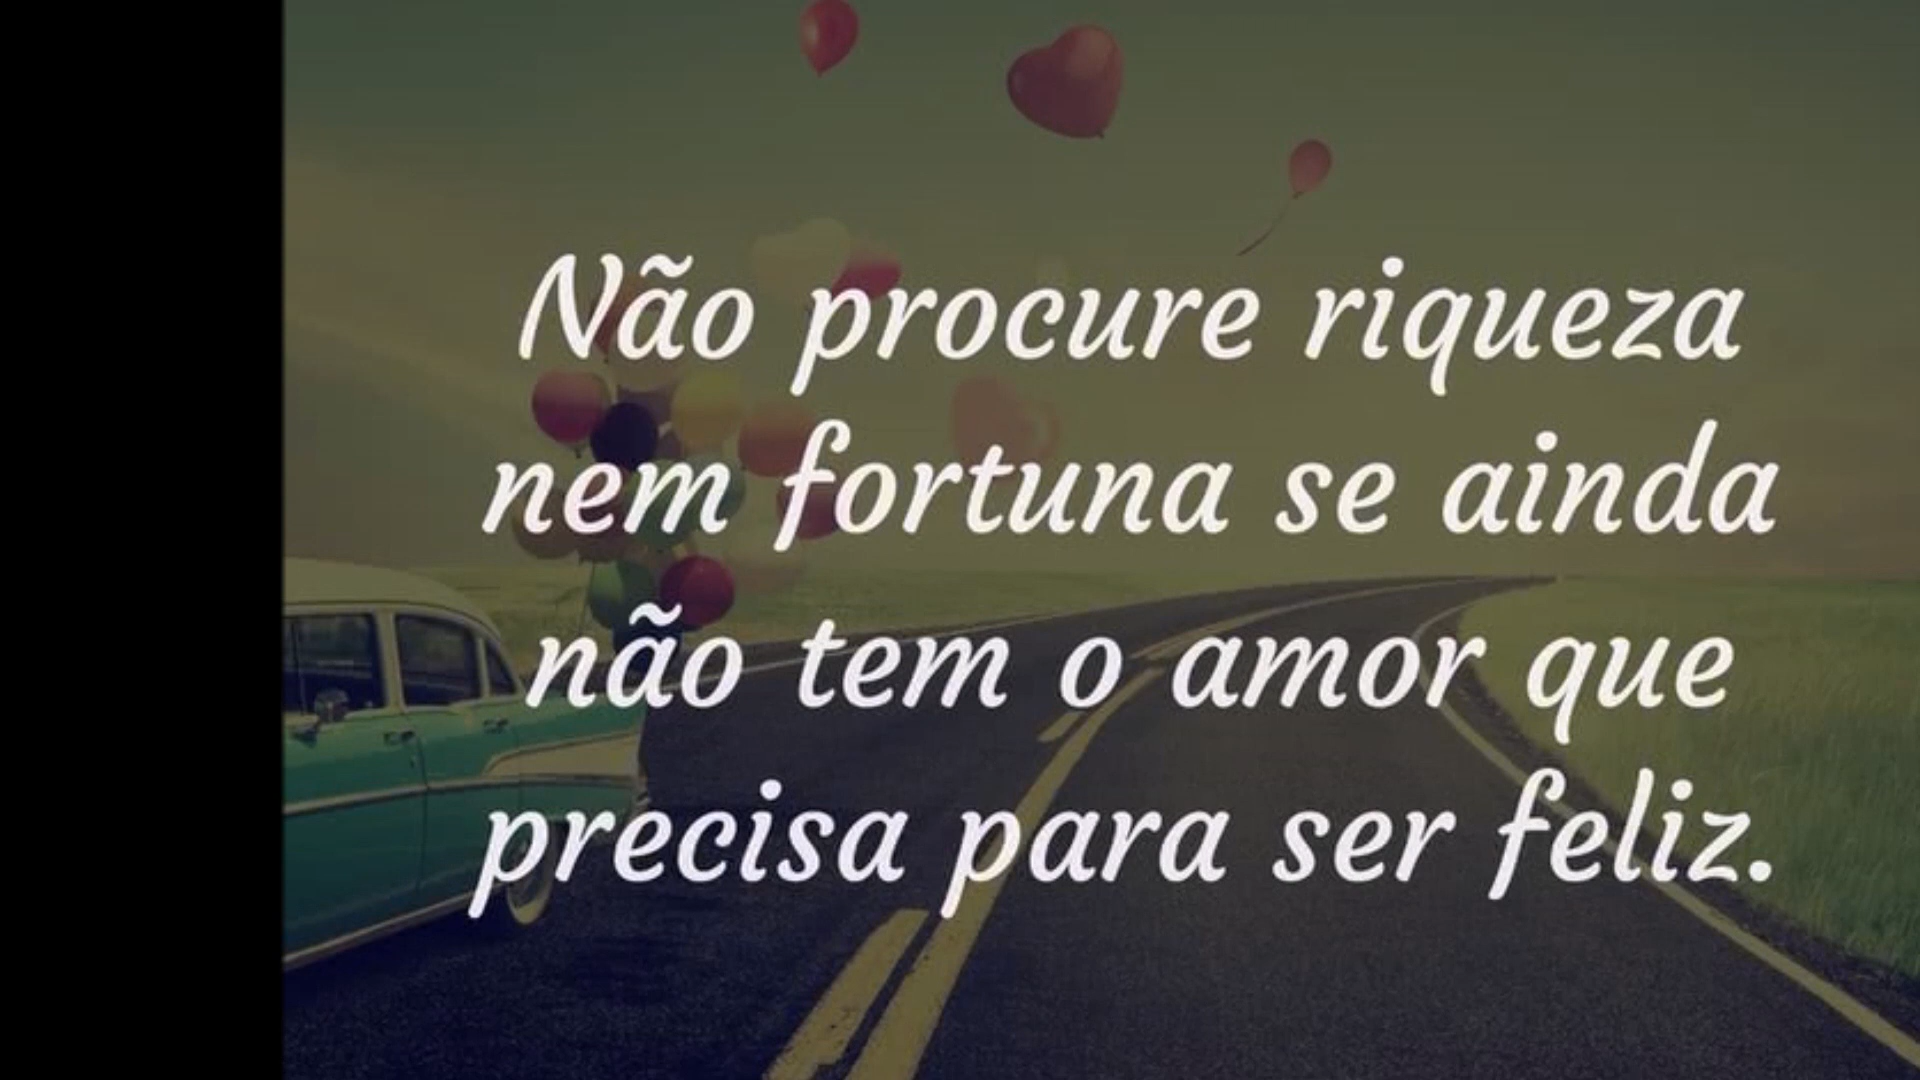 Não procure riqueza
nem fortuna se ainda
não tem o amor que
precisa para ser feliz.